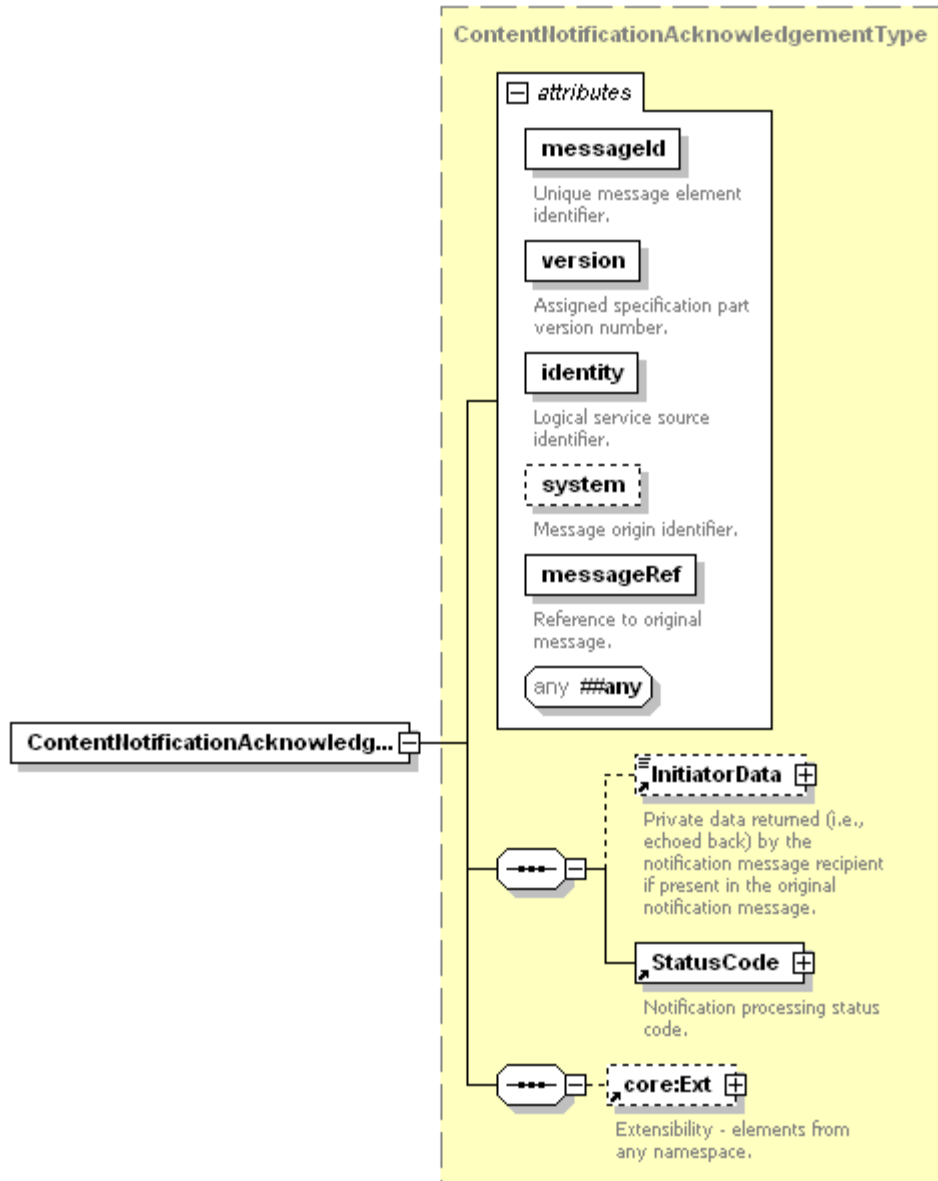 ContentNotificationAcknowledgementType
attributes
messageId
Unique message element
identifier.
version
Assigned specification part
version number.
identity
Logical service source
identifier.
system
Message origin identifier.
messageRef
Reference to original
message.
any ##any
ContentNotificationAcknowledg...
InitiatorData
Private data returned (i.e.,
echoed back) by the
notification message recipient
if present in the original
notification message.
StatusCode
Notification processing status
code.
core:Ext
Extensibility - elements from
any namespace.